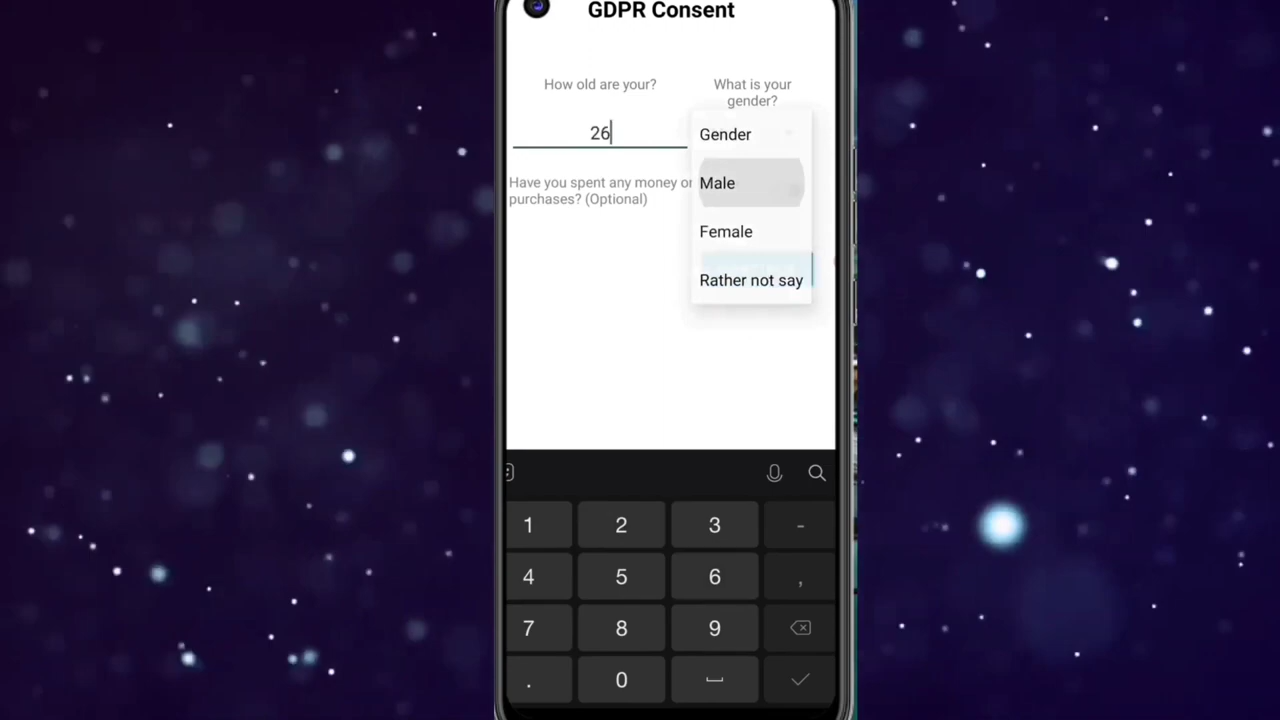 GDPR Consent
How old are your?
What is your
gender?
26
Gender
Have you spent any money or
purchases? (Optional)
Male
Female
Rather not say
1 2 3 -
4 5 6 ,
7 8 9
. 0